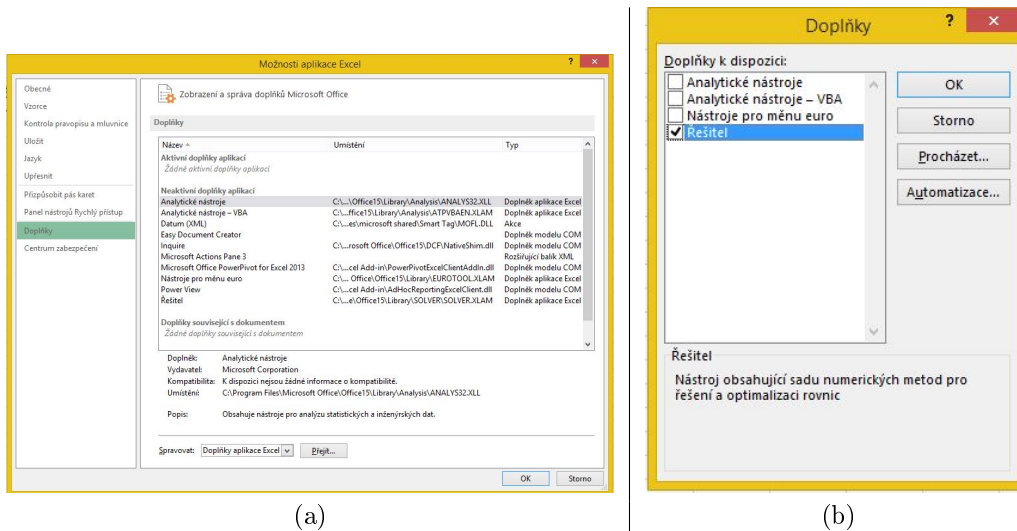 Možnosti aplikace Excel
Obecné
Vzorce
Kontrola pravopisu a mluvnice
Uložit
Jazyk
Upřesnit
Přizpůsobit pás karet
Panel nástrojů Rychlý přístup
Doplňky
Centrum zabezpečení
Zobrazení a správa doplňků Microsoft Office
Doplňky
Název Umístění Typ
Aktivní doplňky aplikací
Žádné aktivní doplňky aplikací
Neaktivní doplňky aplikací
Analytické nástroje C:\...\Office15\Library\Analysis\ANALYS32.XLL Doplněk aplikace Excel
Analytické nástroje – VBA C:\...ffice15\Library\Analysis\ATPVBAEN.XLAM Doplněk aplikace Excel
Datum (XML) C:\...es\microsoft shared\Smart Tag\MOFL.DLL Akce
Easy Document Creator Doplněk modelu COM
Inquire C:\...rosoft Office\Office15\DCF\NativeShim.dll Doplněk modelu COM
Microsoft Actions Pane 3 Rozšiřující balík XML
Microsoft Office PowerPivot for Excel 2013 C:\...cel Add-in\PowerPivotExcelClientAddIn.dll Doplněk modelu COM
Nástroje pro měnu euro C:\... Office\Office15\Library\EUROTOOL.XLAM Doplněk aplikace Excel
Power View C:\...cel Add-in\AdHocReportingExcelClient.dll Doplněk modelu COM
Řešitel C:\...e\Office15\Library\SOLVER\SOLVER.XLAM Doplněk aplikace Excel
Doplňky související s dokumentem
Žádné doplňky související s dokumentem
Doplněk: Analytické nástroje
Vydavatel: Microsoft Corporation
Kompatibilita: K dispozici nejsou žádné informace o kompatibilitě.
Umístění: C:\Program Files\Microsoft Office\Office15\Library\Analysis\ANALYS32.XLL
Popis: Obsahuje nástroje pro analýzu statistických a inženýrských dat.
Spravovat: Doplňky aplikace Excel Přejít...
OK Storno
(a)
Doplňky
Doplňky k dispozici:
Analytické nástroje
Analytické nástroje – VBA
Nástroje pro měnu euro
Řešitel
OK
Storno
Procházet...
Automatizace...
Řešitel
Nástroj obsahující sadu numerických metod pro
řešení a optimalizaci rovnic
(b)